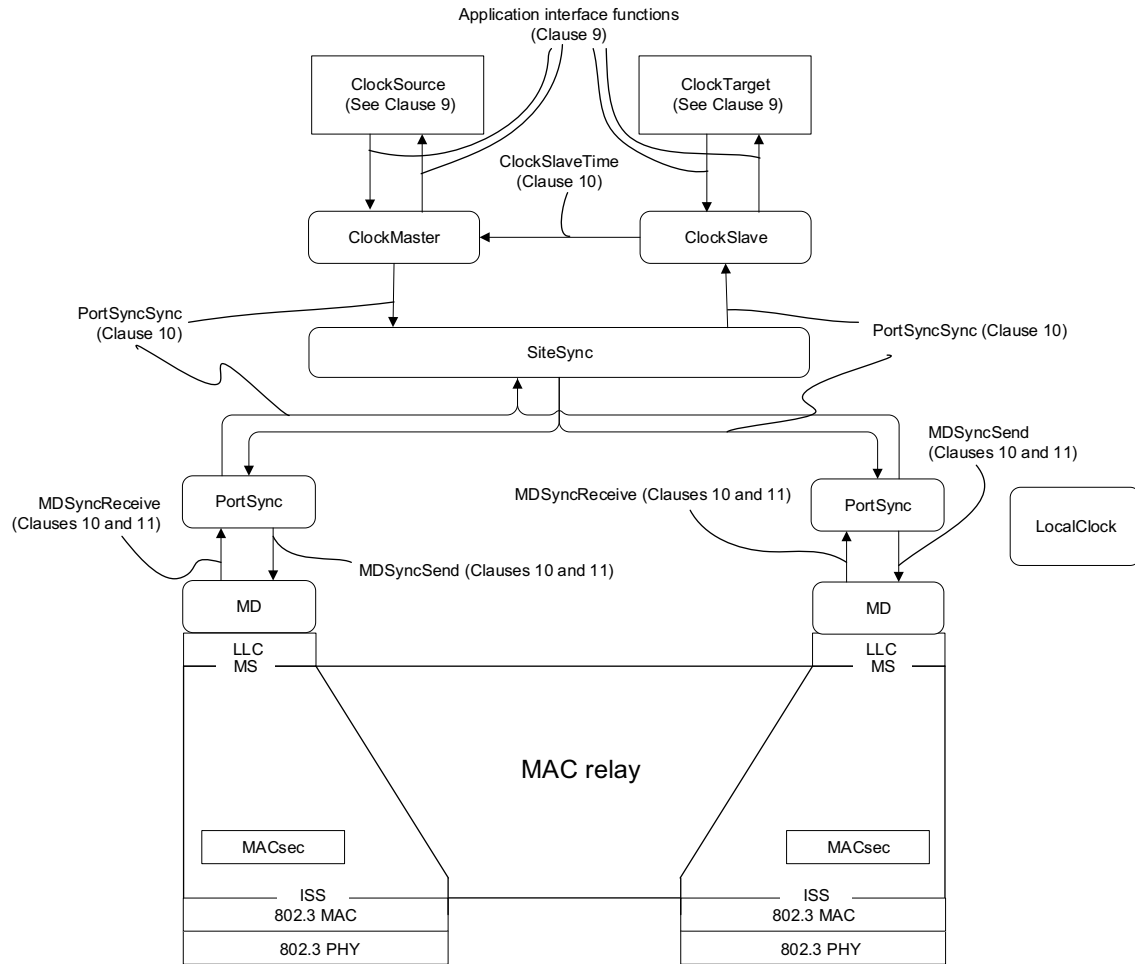 Application interface functions
(Clause 9)
ClockSource
(See Clause 9)
ClockTarget
(See Clause 9)
ClockSlaveTime
(Clause 10)
ClockMaster
ClockSlave
PortSyncSync
(Clause 10)
PortSyncSync (Clause 10)
SiteSync
MDSyncSend
(Clauses 10 and 11)
MDSyncReceive
(Clauses 10 and 11)
PortSync
MDSyncReceive (Clauses 10 and 11)
PortSync
LocalClock
MDSyncSend (Clauses 10 and 11)
MD
MD
LLC
MS
LLC
MS
MAC relay
MACsec
MACsec
ISS
802.3 MAC
802.3 PHY
ISS
802.3 MAC
802.3 PHY